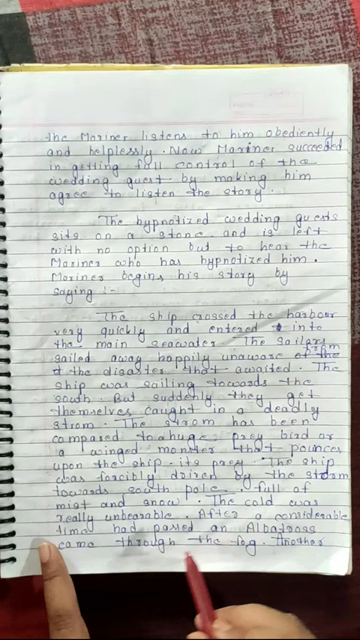 the Mariner listens to him obediently
and helplessly. Now Mariner succeeded
in getting full control of the
wedding guest by making him
agree to listen the story.
The hypnotized wedding guests
sits on a stone and is left
with no option but to hear the
Mariner who has hypnotized him.
Mariner begins his story by
saying :-
The ship crossed the harbour
very quickly and entered into
the main seawater. The sailors
sailed away happily unaware of the from
the disaster that awaited. The
ship was sailing towards the
south. But suddenly they get
themselves caught in a deadly
strom. The strom has been
compared to a huge prey bird or
a winged monster that pounces
upon the ship its prey. The ship
was forcibly driven by the storm
towards south pole, full of
mist and snow. The cold was
really unbearable. After a considerable
time had passed an Albatross
came through the fog. Another